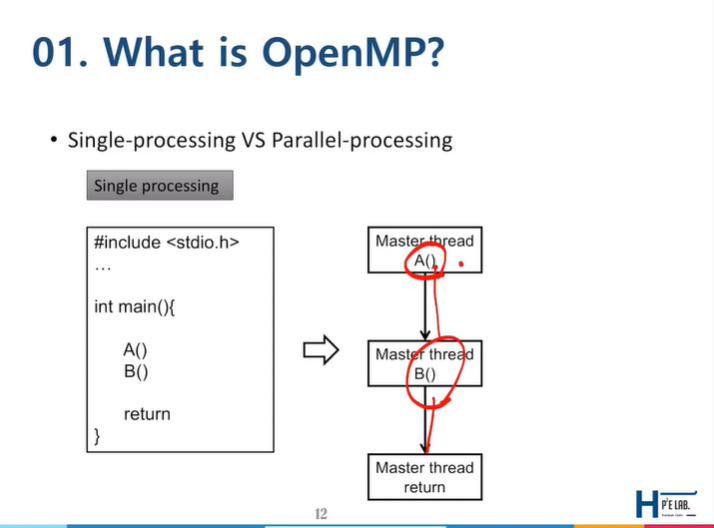 01. What is OpenMP?
• Single-processing VS Parallel-processing
Single processing
#include <stdio.h>
...
int main(){
A()
B()
return
}
Master thread
A()
Master thread
B()
Master thread
return
12
H P'E LAB.